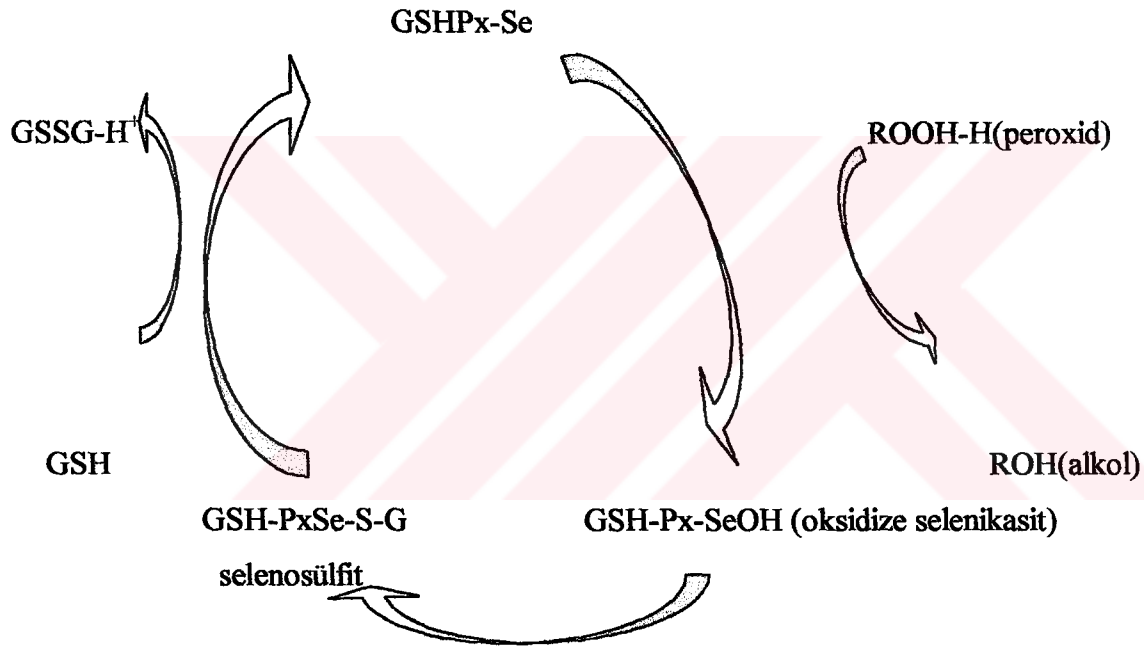 GSHPx-Se
GSSG-H⁺
ROOH-H(peroxid)
GSH
ROH(alkol)
GSH-PxSe-S-G
GSH-Px-SeOH (oksidize selenikasit)
selenosülfit